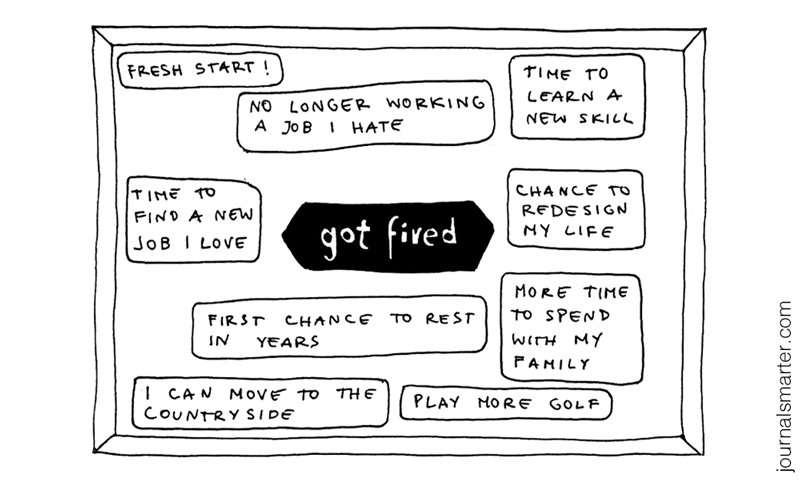 FRESH START!
NO LONGER WORKING
A JOB I HATE
TIME TO
LEARN A
NEW SKILL
TIME TO
FIND A NEW
JOB I LOVE
got fired
CHANCE TO
REDESIGN
MY LIFE
FIRST CHANCE TO REST
IN YEARS
MORE TIME
TO SPEND
WITH MY
FAMILY
I CAN MOVE TO THE
COUNTRYSIDE
PLAY MORE GOLF
journalsmarter.com